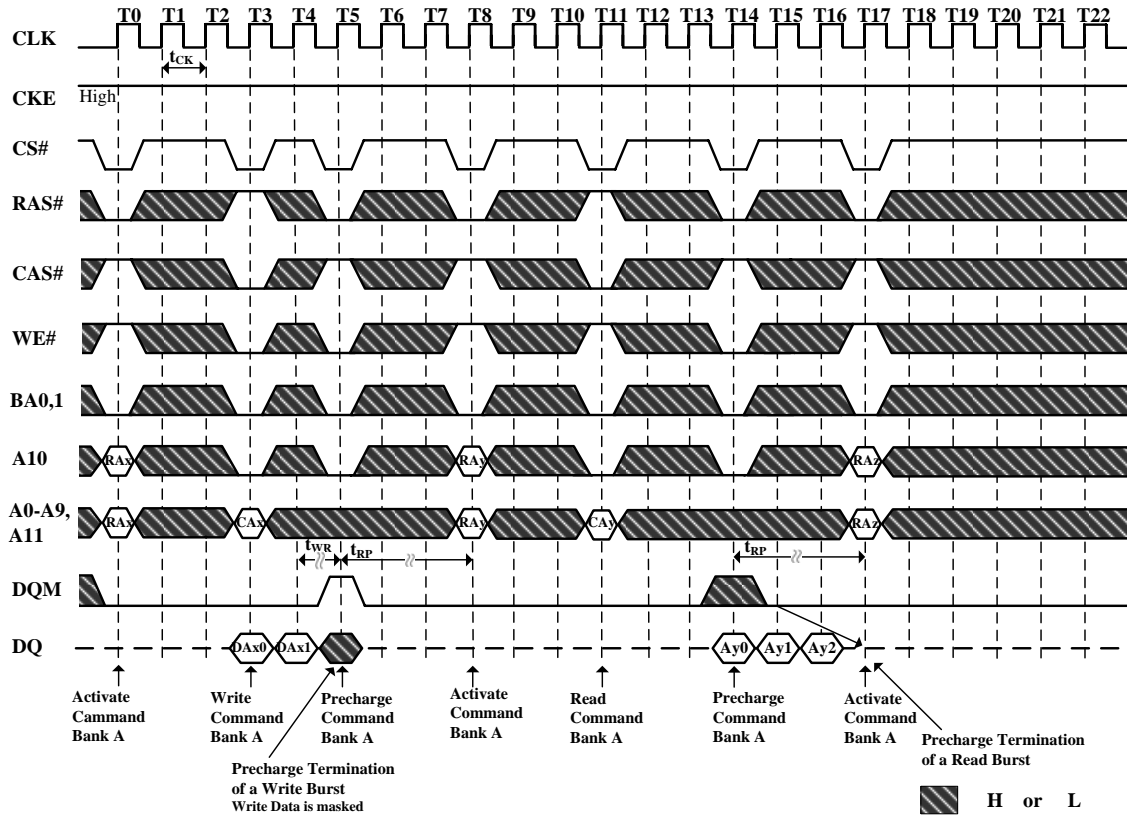 T0 T1 T2 T3 T4 T5 T6 T7 T8 T9 T10 T11 T12 T13 T14 T15 T16 T17 T18 T19 T20 T21 T22
CLK
tCK
CKE
High
CS#
RAS#
CAS#
WE#
BA0,1
A10
RAx
RAy
RAz
A0-A9,
A11
RAx
CAx
RAy
CAy
RAz
tWR
tRP
tRP
DQM
DQ
DAx0
DAx1
Ay0
Ay1
Ay2
Activate
Cammand
Bank A
Write
Command
Bank A
Precharge
Command
Bank A
Activate
Command
Bank A
Read
Command
Bank A
Precharge
Command
Bank A
Activate
Command
Bank A
Precharge Termination
of a Write Burst
Write Data is masked
Precharge Termination
of a Read Burst
H or L